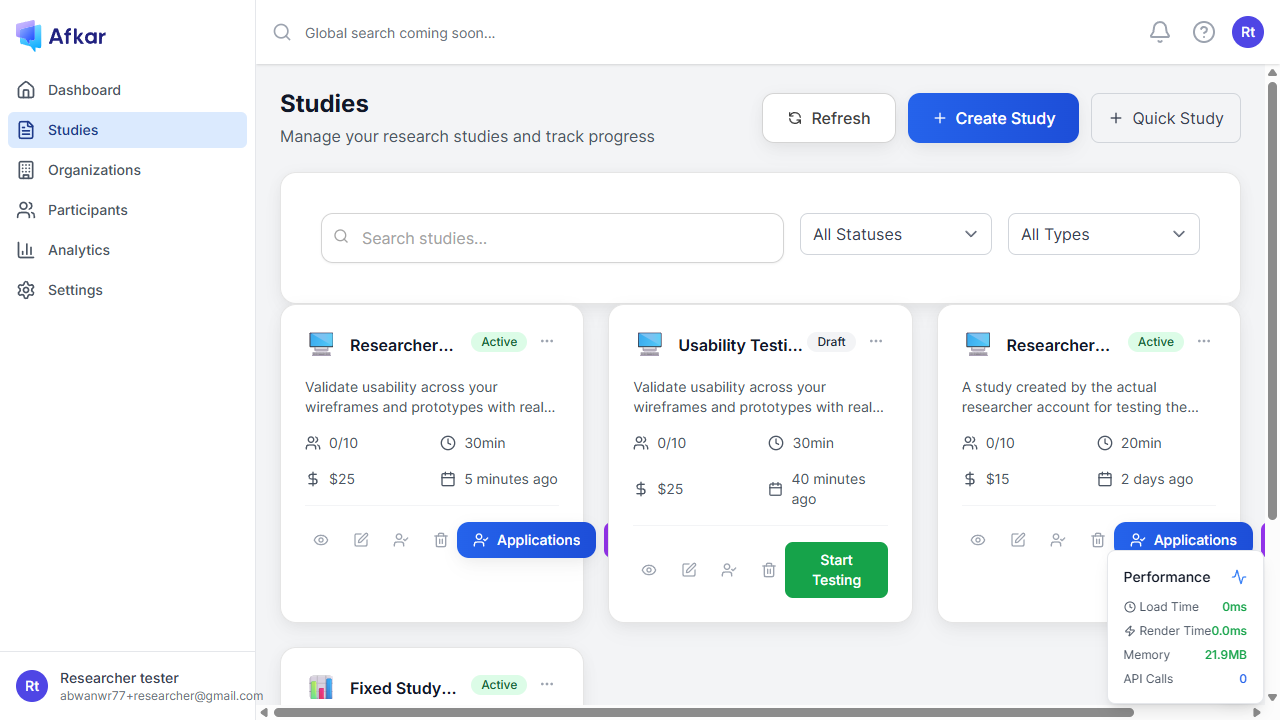 Afkar
Global search coming soon...
Rt
Dashboard
Studies
Organizations
Participants
Analytics
Settings
Studies
Manage your research studies and track progress
Refresh
Create Study
Quick Study
Search studies...
All Statuses
All Types
Researcher...
Active
Validate usability across your
wireframes and prototypes with real...
0/10
30min
$25
5 minutes ago
Applications
Usability Testi...
Draft
Validate usability across your
wireframes and prototypes with real...
0/10
30min
$25
40 minutes
ago
Start
Testing
Researcher...
Active
A study created by the actual
researcher account for testing the...
0/10
20min
$15
2 days ago
Applications
Fixed Study...
Active
Performance
Load Time 0ms
Render Time 0.0ms
Memory 21.9MB
API Calls 0
Rt
Researcher tester
abwanwr77+researcher@gmail.com